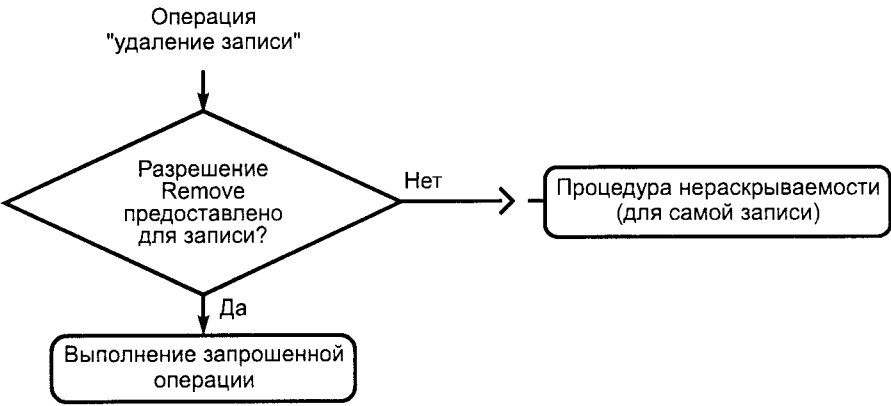 Операция
"удаление записи"
Разрешение
Remove
предоставлено
для записи?
Нет
Процедура нераскрываемости
(для самой записи)
Да
Выполнение запрошенной
операции